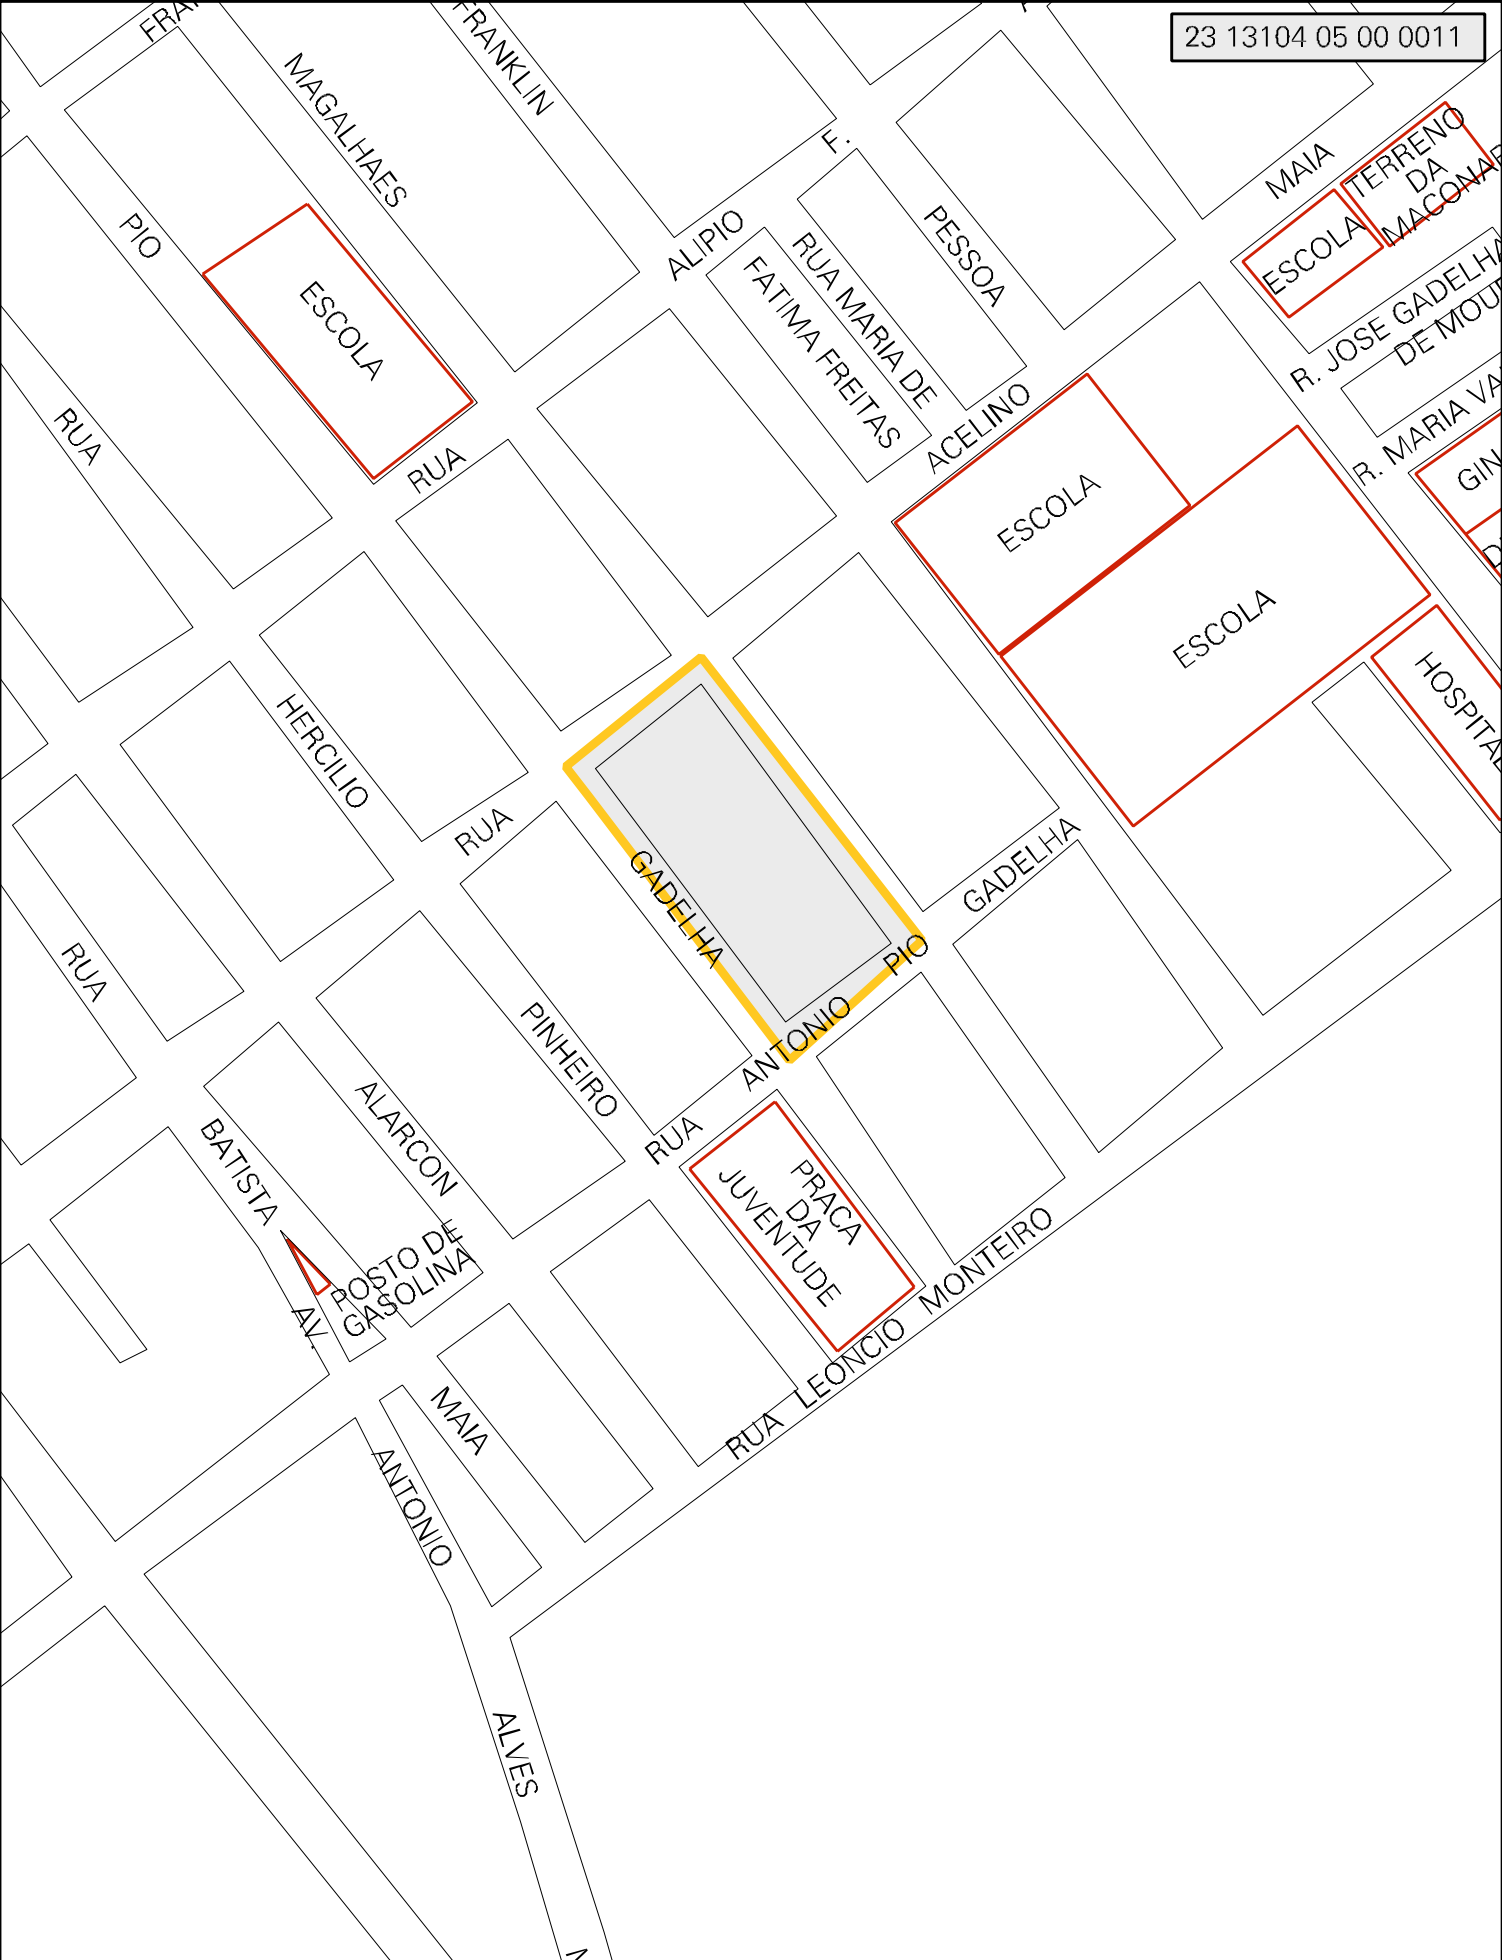 23 13104 05 00 0011
FRANKLIN
MAGALHAES
F.
MAIA
TERRENO
DA
PIO
ALIPIO
PESSOA
ESCOLA
RUA MARIA DE
FATIMA FREITAS
R. JOSE GADELHA
ESCOLA
RUA
RUA
ACELINO
R. MARIA
ESCOLA
ESCOLA
HOSPITAL
HERCILIO
RUA
GADELHA
GADELHA
RUA
ANTONIO
PIO
PINHEIRO
ALARCON
BATISTA
RUA
PRACA
DA
JUVENTUDE
POSTO DE
GASOLINA
AV.
RUA LEONCIO MONTEIRO
MAIA
ANTONIO
ALVES